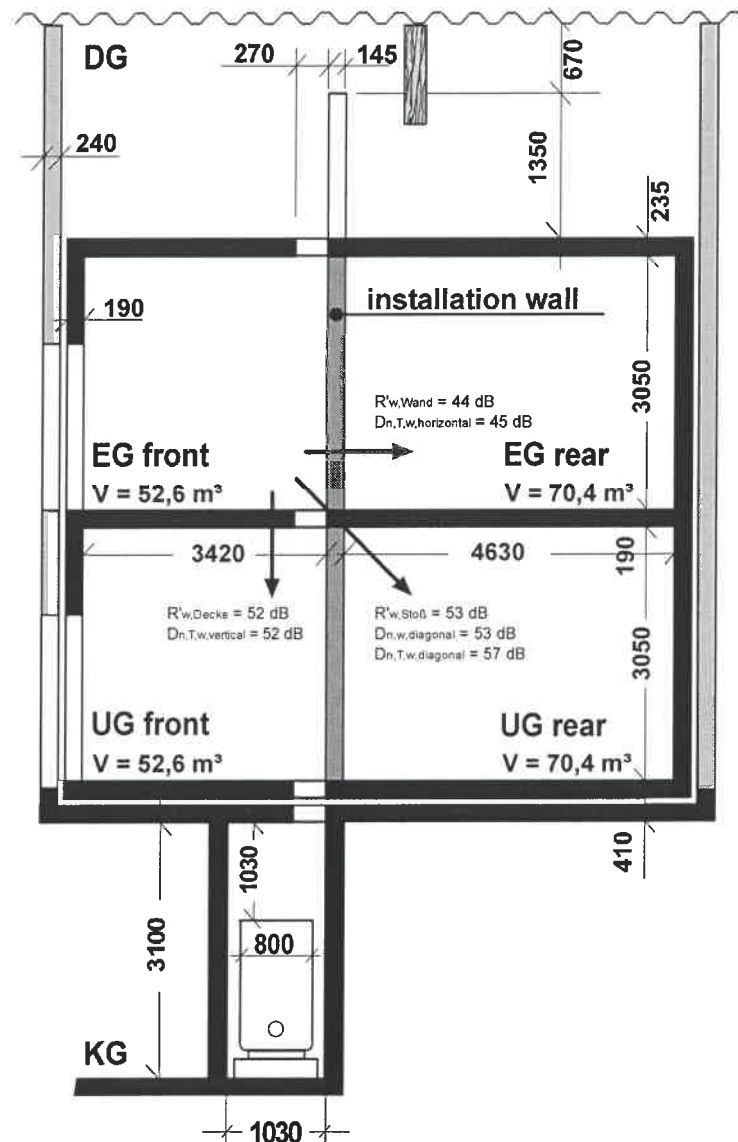 DG
270
145
670
240
1350
235
190
installation wall
R'w,Wand = 44 dB
Dn,T,w,horizontal = 45 dB
3050
EG front
V = 52,6 m³
EG rear
V = 70,4 m³
3420
4630
190
R'w,Decke = 52 dB
Dn,T,w,vertical = 52 dB
R'w,Stoß = 53 dB
Dn,w,diagonal = 53 dB
Dn,T,w,diagonal = 57 dB
3050
UG front
V = 52,6 m³
UG rear
V = 70,4 m³
410
1030
3100
800
KG
1030